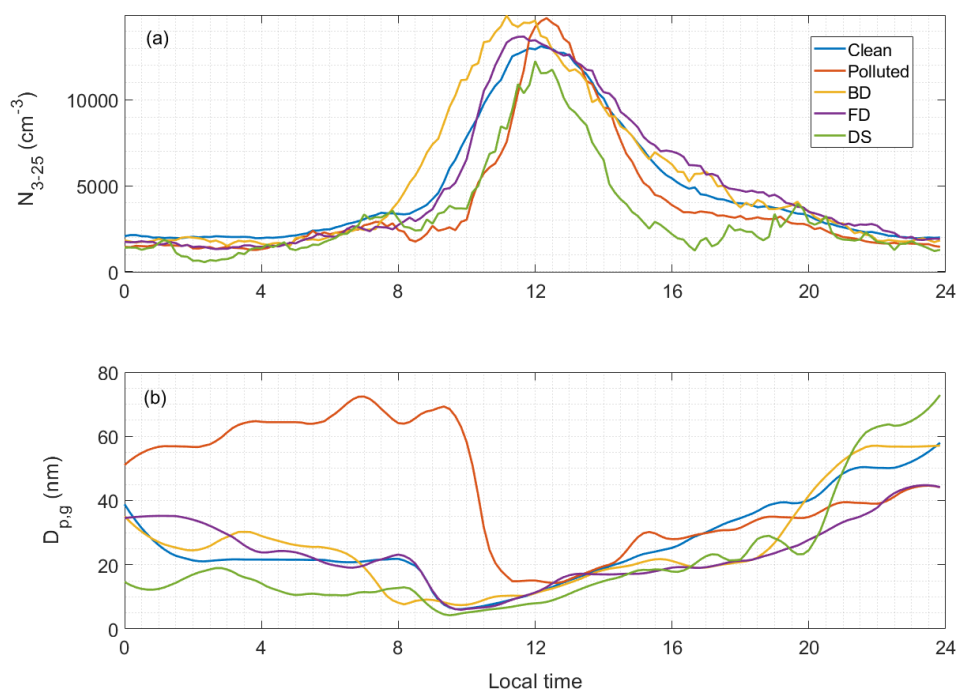 (a)
N3-25 (cm-3)
10000
5000
0
Clean
Polluted
BD
FD
DS
0 4 8 12 16 20 24
(b)
Dp,g (nm)
80
60
40
20
0
0 4 8 12 16 20 24
Local time